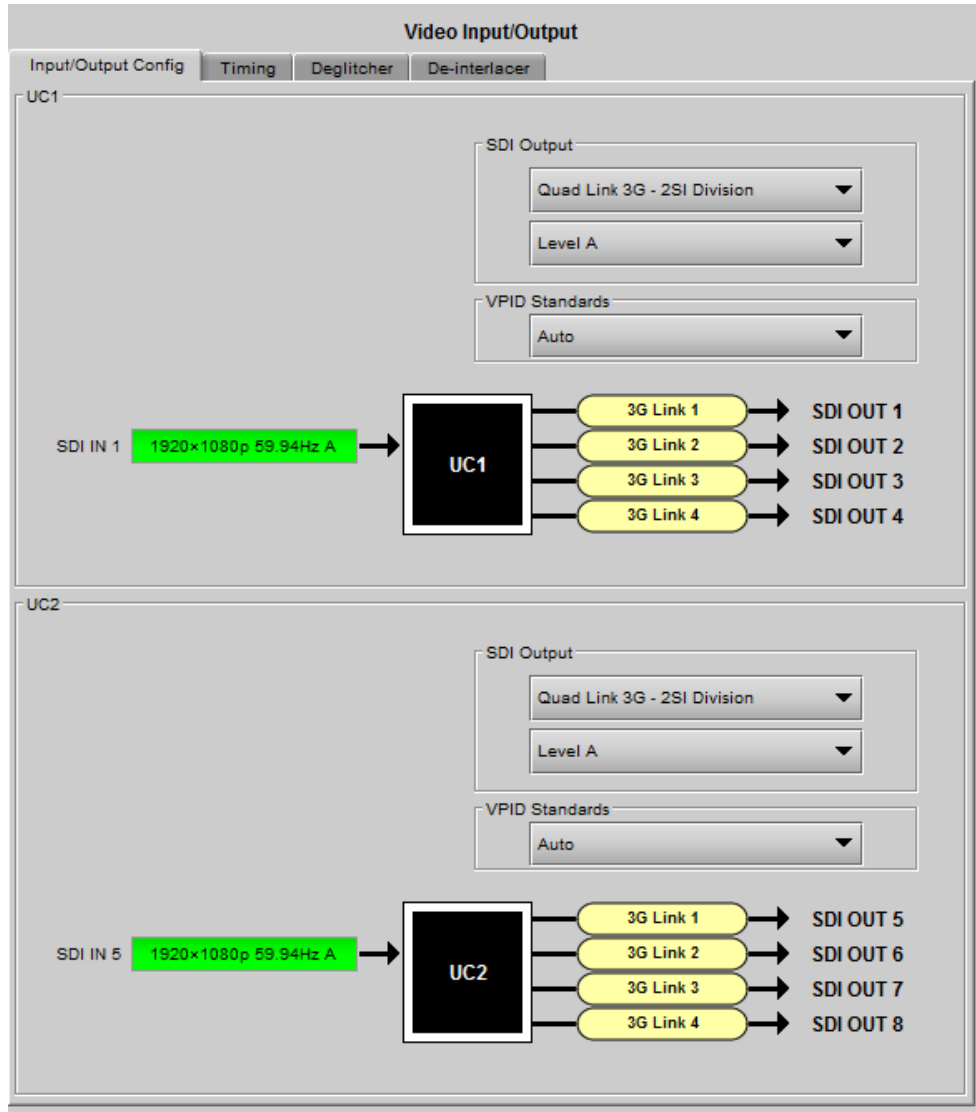 Video Input/Output
Input/Output Config Timing Deglitcher De-interlacer
UC1
SDI Output
Quad Link 3G - 2SI Division
Level A
VPID Standards
Auto
SDI IN 1 1920×1080p 59.94Hz A UC1
3G Link 1 SDI OUT 1
3G Link 2 SDI OUT 2
3G Link 3 SDI OUT 3
3G Link 4 SDI OUT 4
UC2
SDI Output
Quad Link 3G - 2SI Division
Level A
VPID Standards
Auto
SDI IN 5 1920×1080p 59.94Hz A UC2
3G Link 1 SDI OUT 5
3G Link 2 SDI OUT 6
3G Link 3 SDI OUT 7
3G Link 4 SDI OUT 8